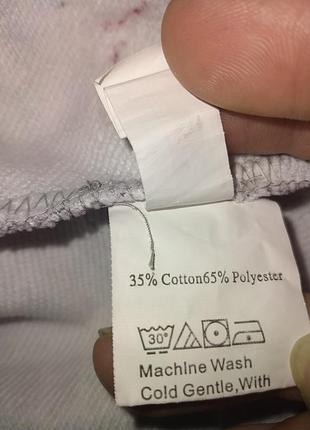 35% Cotton65% Polyester
30°
Machine Wash
Cold Gentle,With